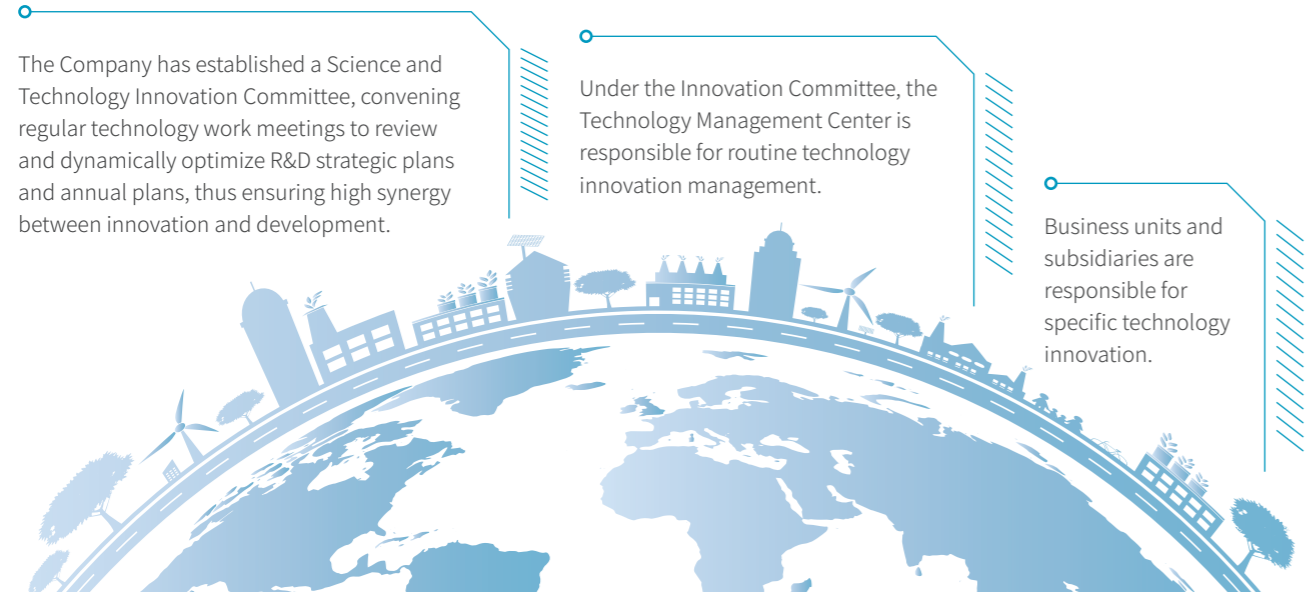 The Company has established a Science and
Technology Innovation Committee, convening
regular technology work meetings to review
and dynamically optimize R&D strategic plans
and annual plans, thus ensuring high synergy
between innovation and development.
Under the Innovation Committee, the
Technology Management Center is
responsible for routine technology
innovation management.
Business units and
subsidiaries are
responsible for
specific technology
innovation.